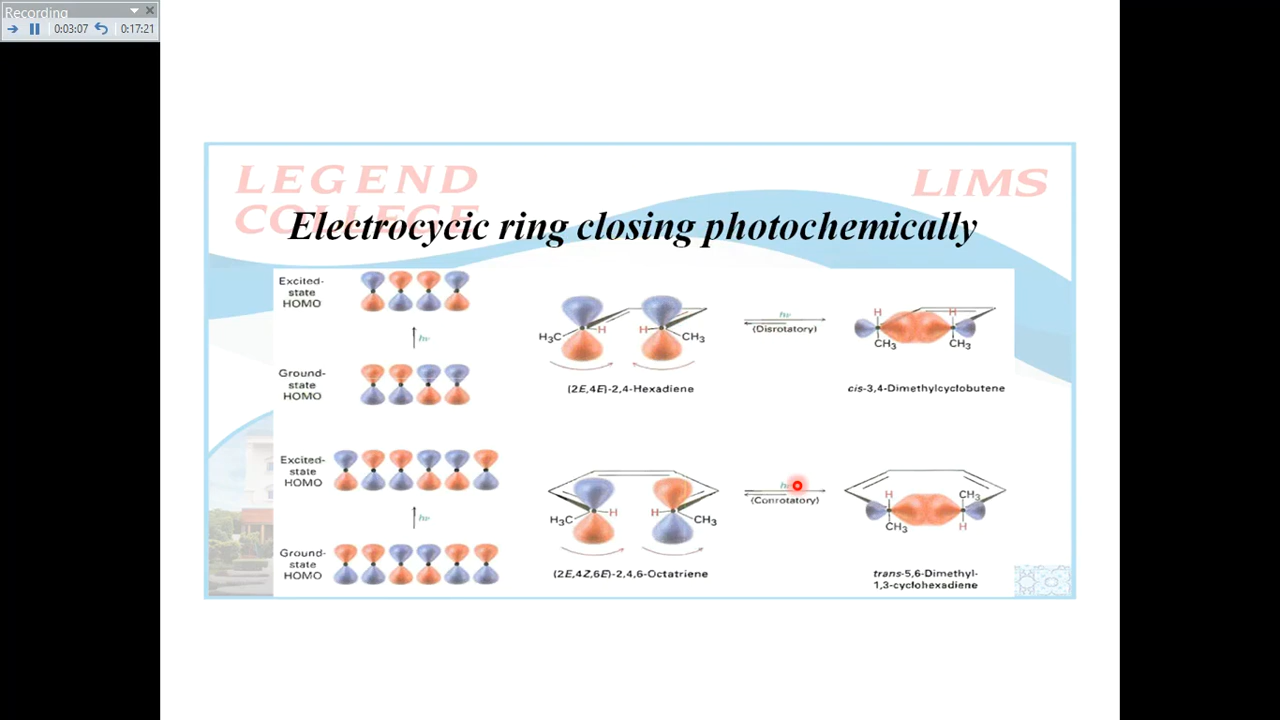 Recording
0:03:07 0:17:21
LEGEND
COLLEGE
LIMS
Electrocycic ring closing photochemically
Excited-
state
HOMO
hν
Ground-
state
HOMO
H₃C H H CH₃
(2E,4E)-2,4-Hexadiene
hν
(Disrotatory)
H H
CH₃ CH₃
cis-3,4-Dimethylcyclobutene
Excited-
state
HOMO
hν
Ground-
state
HOMO
H₃C H H CH₃
(2E,4Z,6E)-2,4,6-Octatriene
hν
(Conrotatory)
H CH₃
CH₃ H
trans-5,6-Dimethyl-
1,3-cyclohexadiene